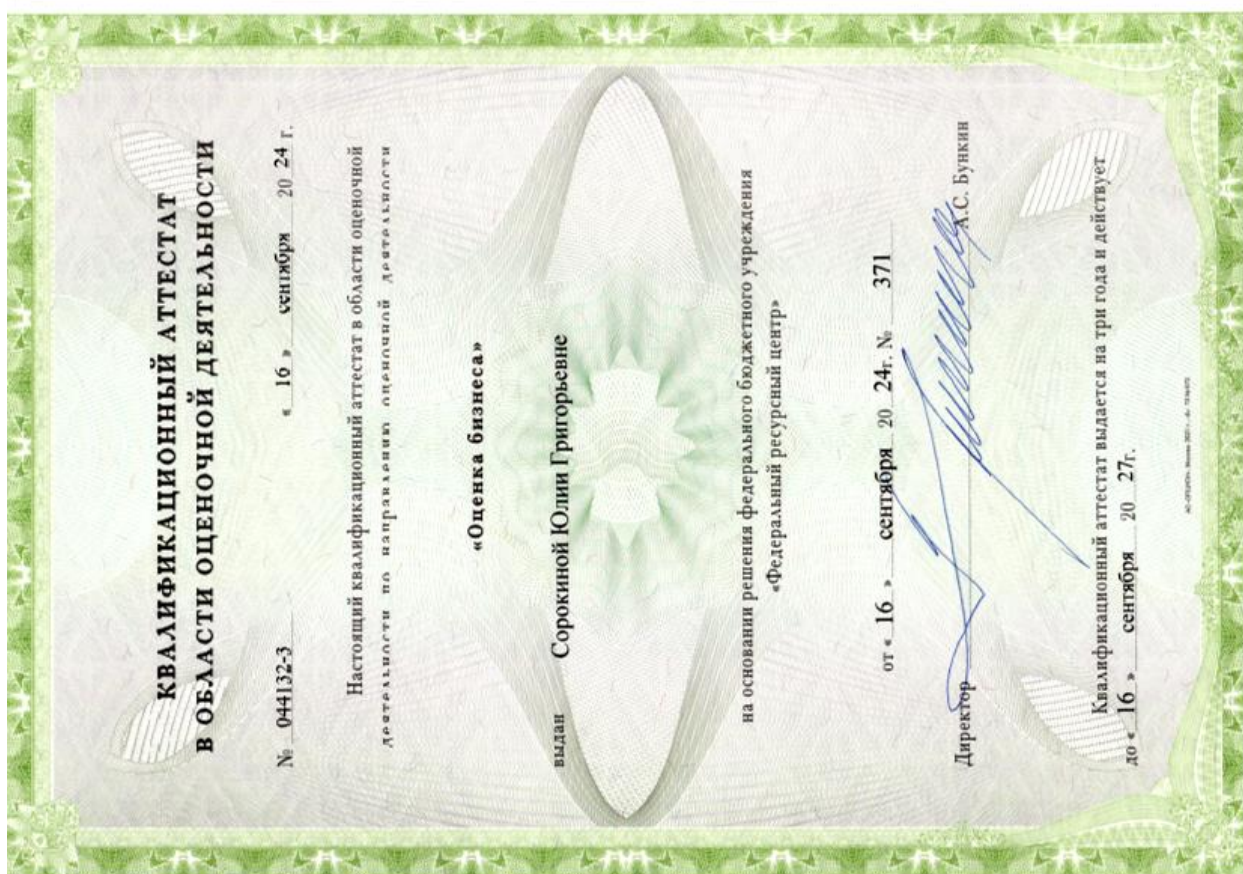 КВАЛИФИКАЦИОННЫЙ АТТЕСТАТ
В ОБЛАСТИ ОЦЕНОЧНОЙ ДЕЯТЕЛЬНОСТИ
№ 044132-3 « 16 » сентября 20 24 г.
Настоящий квалификационный аттестат в области оценочной
деятельности по направлению оценочной деятельности
«Оценка бизнеса»
выдан Сорокиной Юлии Григорьевне
на основании решения федерального бюджетного учреждения
«Федеральный ресурсный центр»
от « 16 » сентября 20 24г. № 371
Директор А.С. Бункин
Квалификационный аттестат выдается на три года и действует
до « 16 » сентября 20 27г.